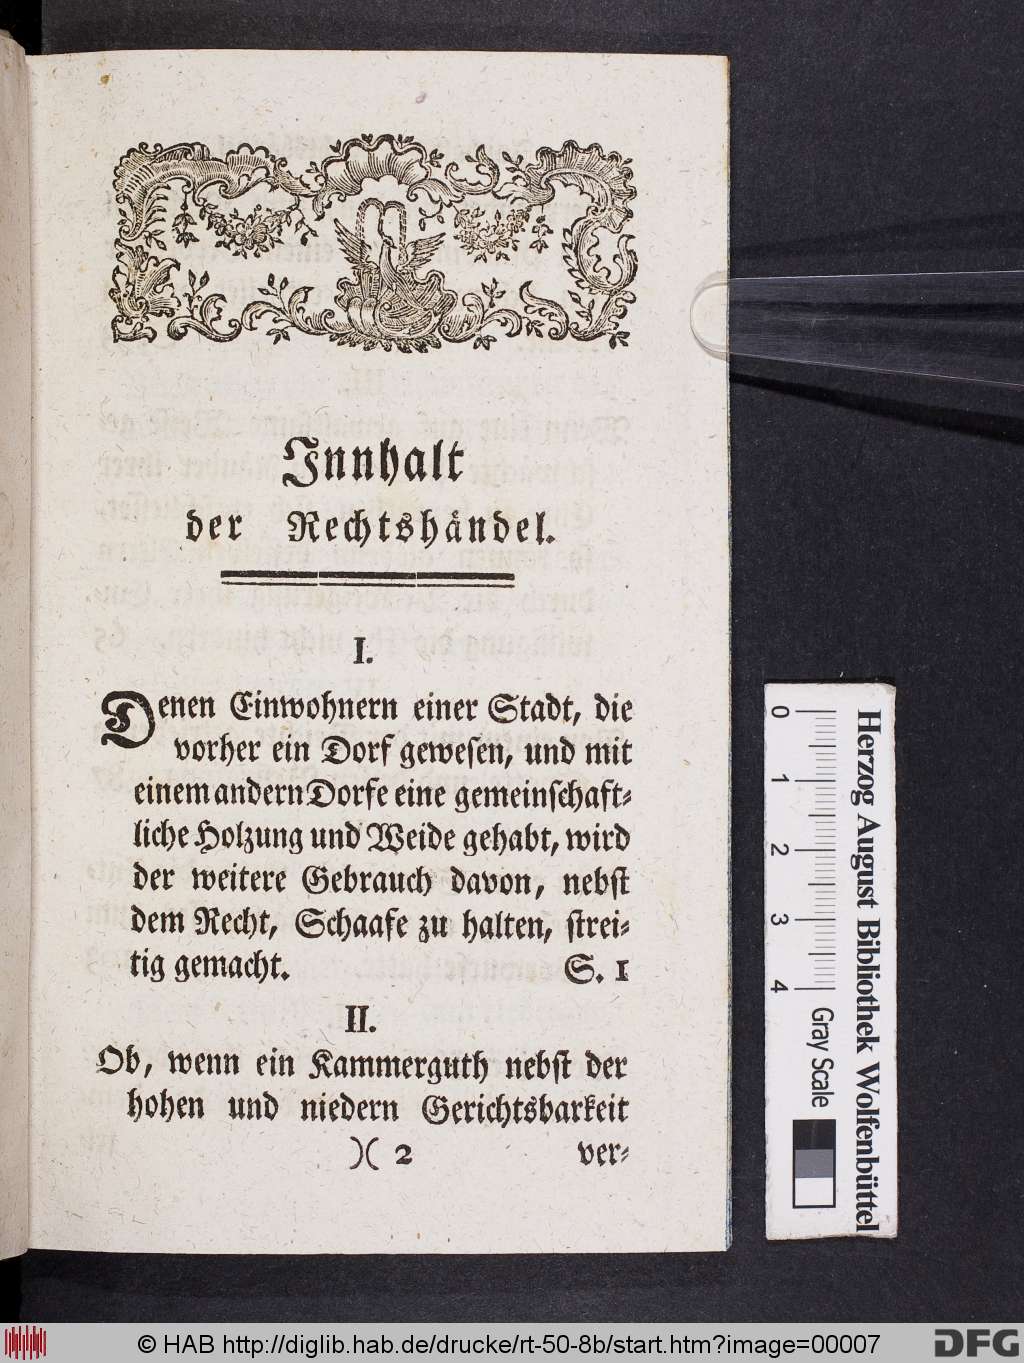 Innhalt
der Rechtshändel.
I.
Denen Einwohnern einer Stadt, die
vorher ein Dorf gewesen, und mit
einem andern Dorfe eine gemeinschaft-
liche Holzung und Weide gehabt, wird
der weitere Gebrauch davon, nebst
dem Recht, Schaafe zu halten, strei-
tig gemacht. S. 1
II.
Ob, wenn ein Kammerguth nebst der
hohen und niedern Gerichtsbarkeit
)( 2 ver-
0 1 2 3 4 Gray Scale
Herzog August Bibliothek Wolfenbüttel
© HAB http://diglib.hab.de/drucke/rt-50-8b/start.htm?image=00007
DFG